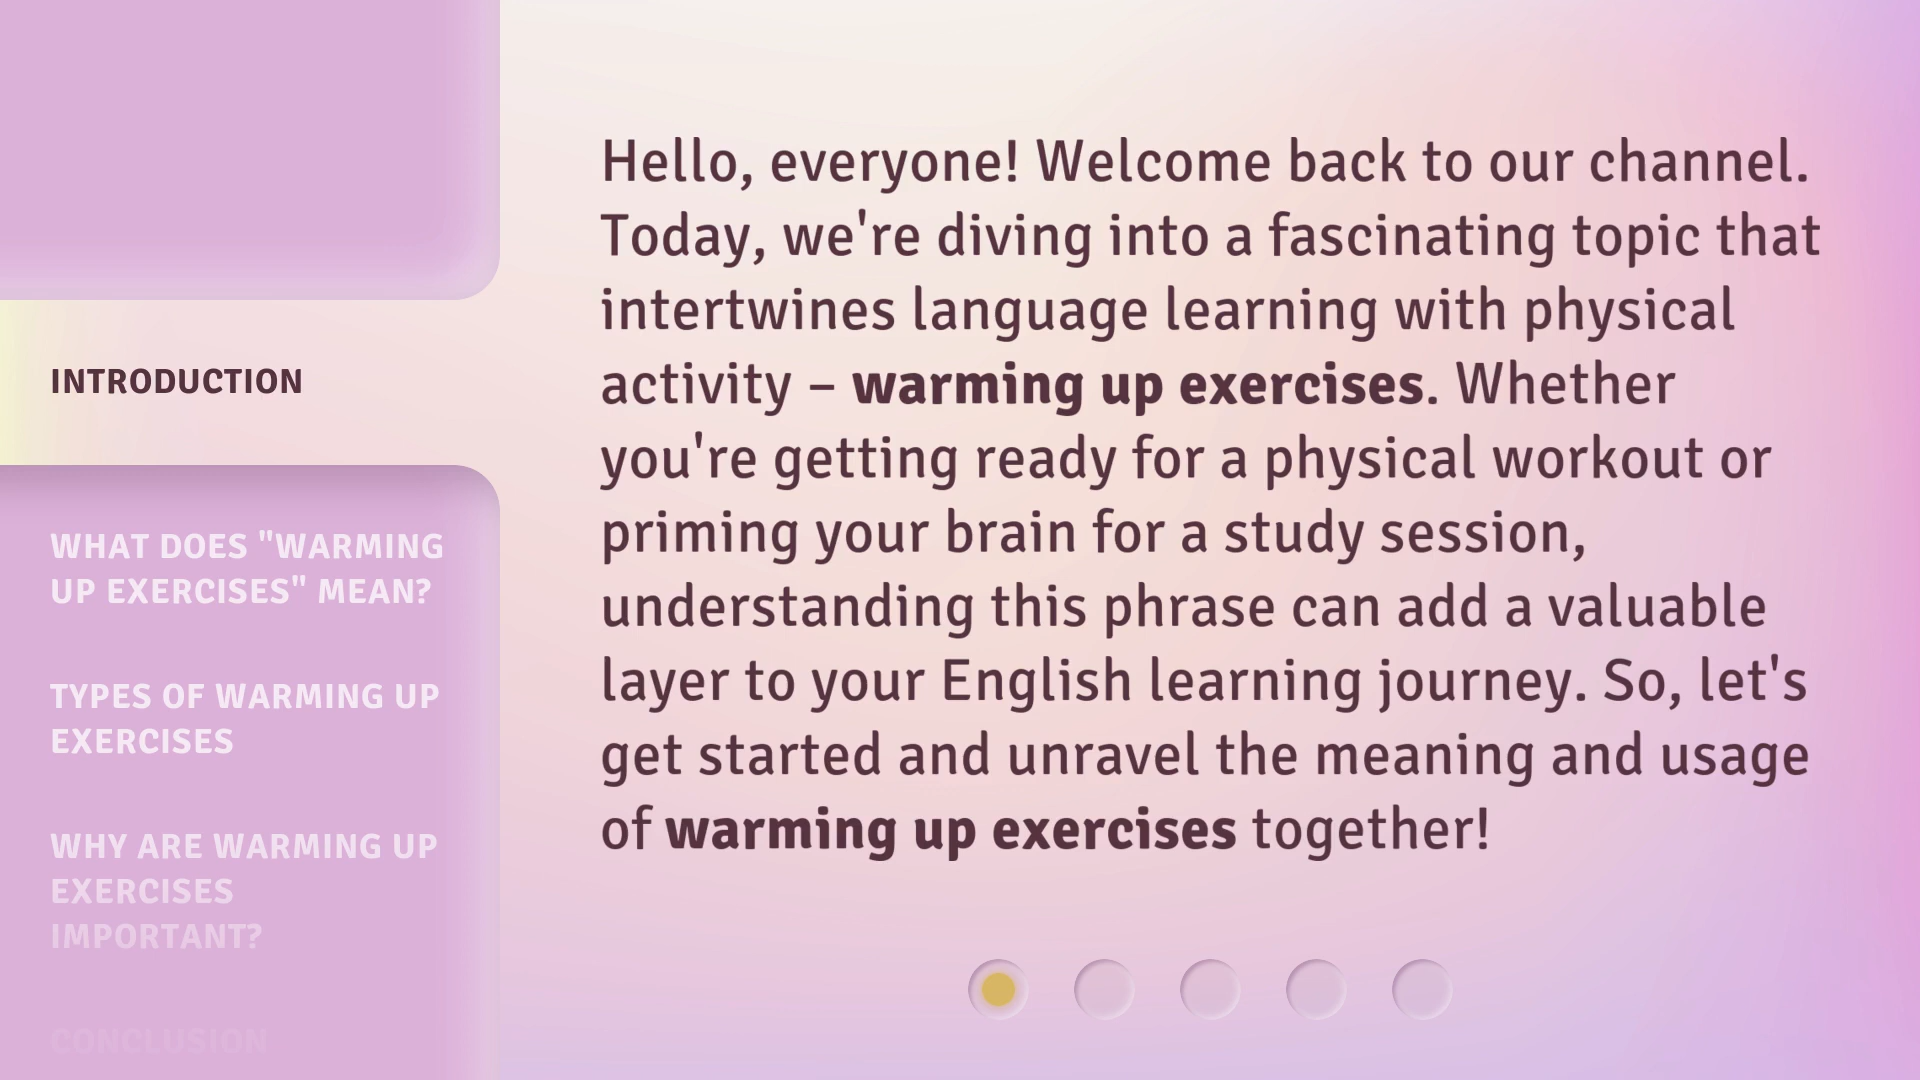 INTRODUCTION
WHAT DOES "WARMING
UP EXERCISES" MEAN?
TYPES OF WARMING UP
EXERCISES
WHY ARE WARMING UP
EXERCISES
IMPORTANT?
CONCLUSION
Hello, everyone! Welcome back to our channel.
Today, we're diving into a fascinating topic that
intertwines language learning with physical
activity – warming up exercises. Whether
you're getting ready for a physical workout or
priming your brain for a study session,
understanding this phrase can add a valuable
layer to your English learning journey. So, let's
get started and unravel the meaning and usage
of warming up exercises together!